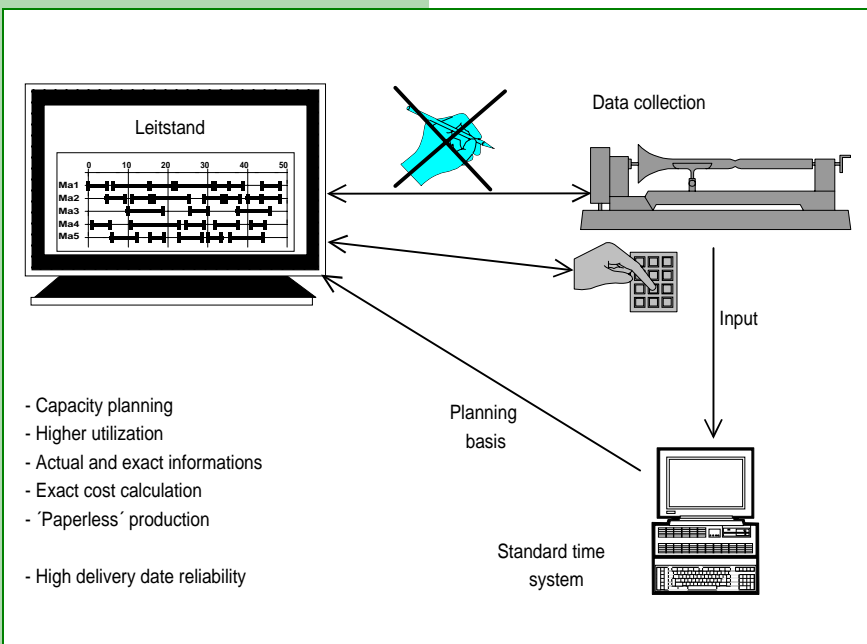 Leitstand
0 10 20 30 40 50
Ma1
Ma2
Ma3
Ma4
Ma5
Data collection
Input
Planning
basis
Standard time
system
- Capacity planning
- Higher utilization
- Actual and exact informations
- Exact cost calculation
- ´Paperless´ production
- High delivery date reliability